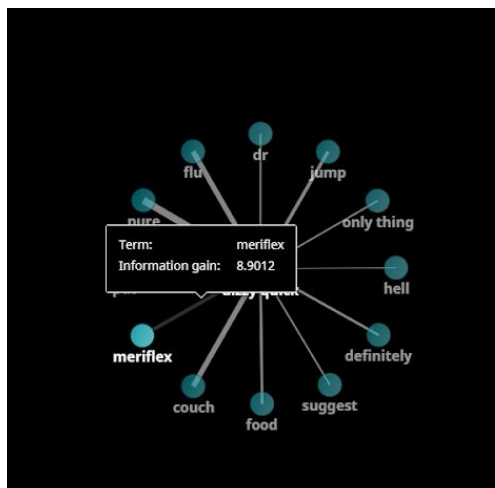 dr
flu
jump
pure
only thing
Term: meriflex
Information gain: 8.9012
hell
dizzy quick
meriflex
definitely
couch
suggest
food